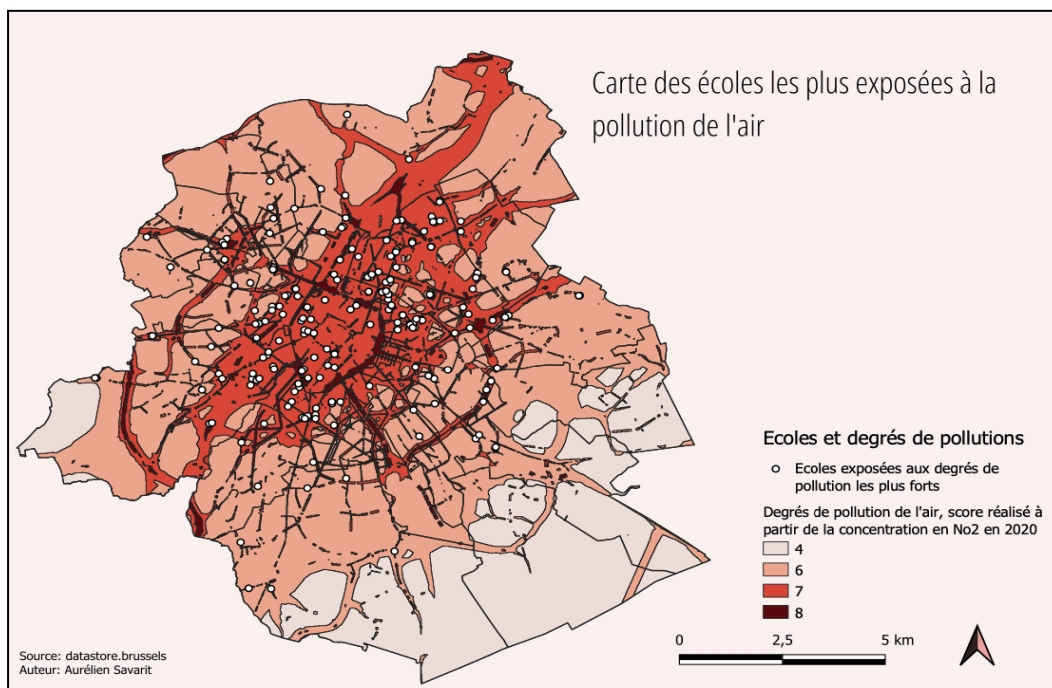 Carte des écoles les plus exposées à la
pollution de l'air
Ecoles et degrés de pollutions
Ecoles exposées aux degrés de
pollution les plus forts
Degrés de pollution de l'air, score réalisé à
partir de la concentration en No2 en 2020
4
6
7
8
0 2,5 5 km
Source: datastore.brussels
Auteur: Aurélien Savarit